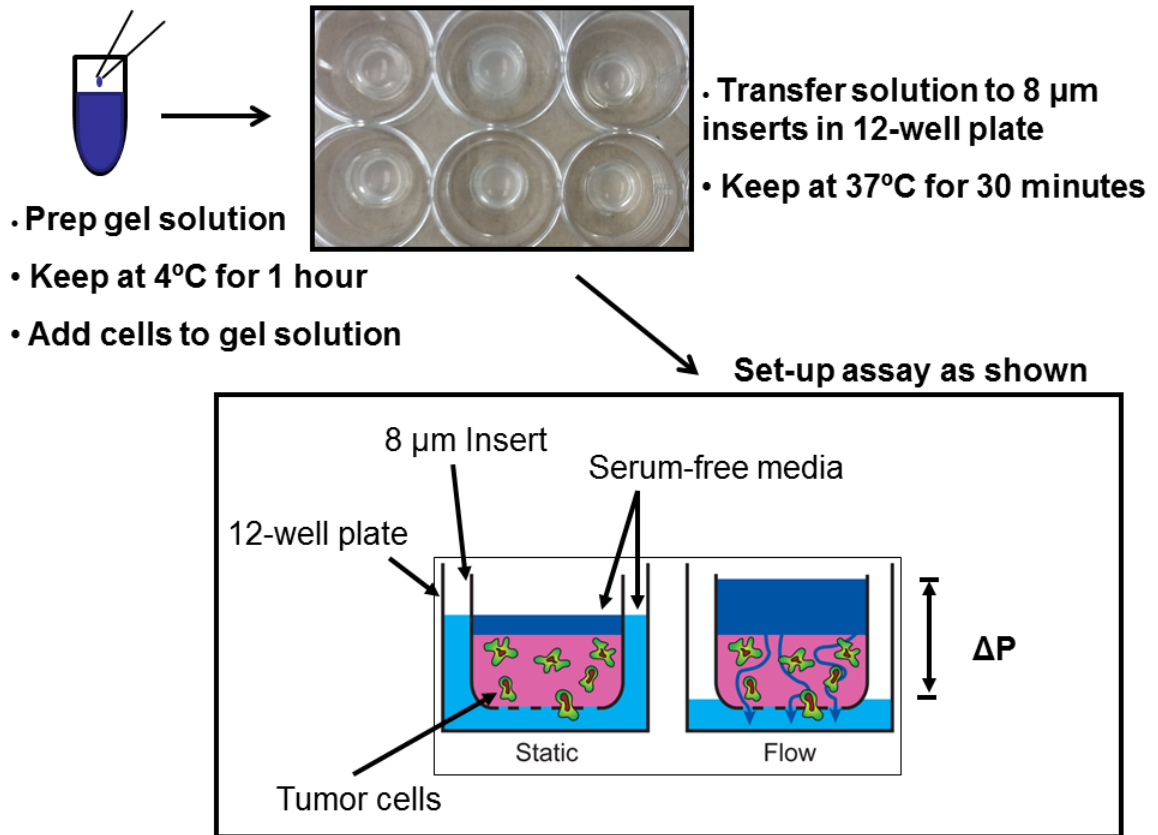 • Prep gel solution
• Keep at 4ºC for 1 hour
• Add cells to gel solution
• Transfer solution to 8 µm
inserts in 12-well plate
• Keep at 37ºC for 30 minutes
Set-up assay as shown
8 µm Insert
Serum-free media
12-well plate
ΔP
Static
Flow
Tumor cells